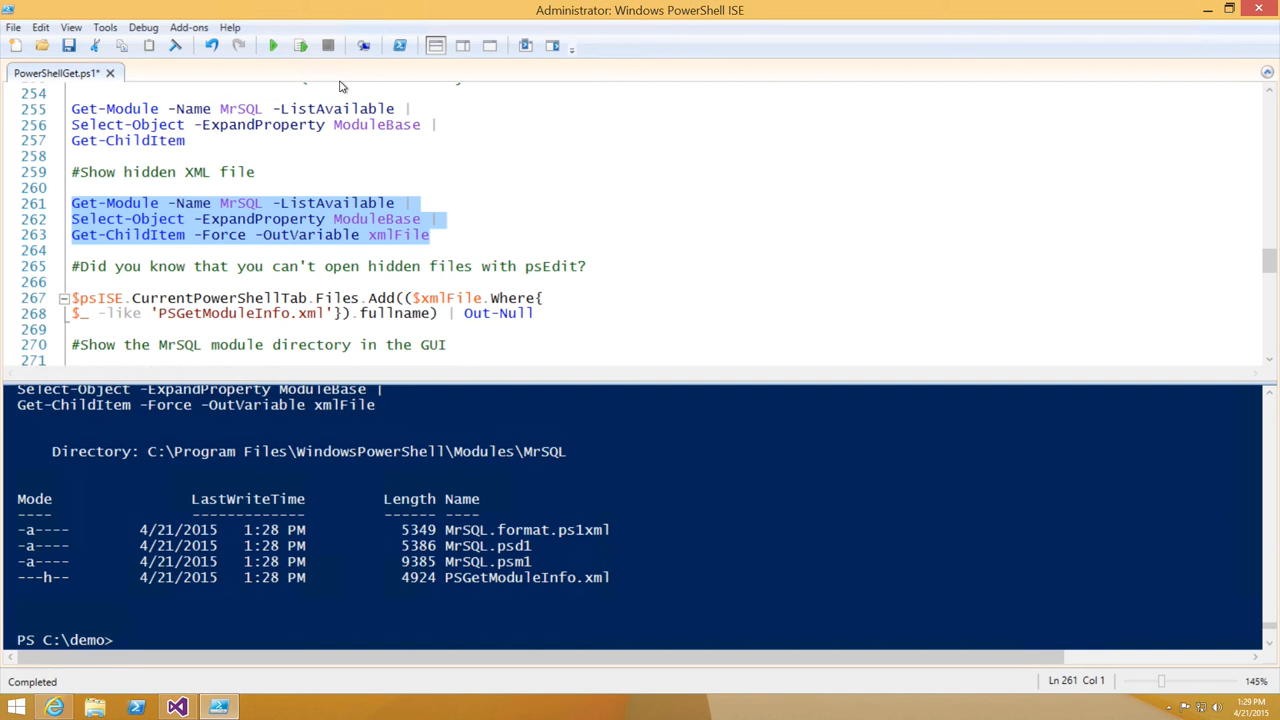 Administrator: Windows PowerShell ISE
File Edit View Tools Debug Add-ons Help
PowerShellGet.ps1*
254
255 Get-Module -Name MrSQL -ListAvailable |
256 Select-Object -ExpandProperty ModuleBase |
257 Get-ChildItem
258
259 #Show hidden XML file
260
261 Get-Module -Name MrSQL -ListAvailable |
262 Select-Object -ExpandProperty ModuleBase |
263 Get-ChildItem -Force -OutVariable xmlFile
264
265 #Did you know that you can't open hidden files with psEdit?
266
267 $psISE.CurrentPowerShellTab.Files.Add(($xmlFile.Where{
268 $_ -like 'PSGetModuleInfo.xml'}).fullname) | Out-Null
269
270 #Show the MrSQL module directory in the GUI
271
Select-Object -ExpandProperty ModuleBase |
Get-ChildItem -Force -OutVariable xmlFile
Directory: C:\Program Files\WindowsPowerShell\Modules\MrSQL
Mode LastWriteTime Length Name
---- ------------- ------ ----
-a---- 4/21/2015 1:28 PM 5349 MrSQL.format.ps1xml
-a---- 4/21/2015 1:28 PM 5386 MrSQL.psd1
-a---- 4/21/2015 1:28 PM 9385 MrSQL.psm1
---h-- 4/21/2015 1:28 PM 4924 PSGetModuleInfo.xml
PS C:\demo>
Completed Ln 261 Col 1 145%
1:29 PM
4/21/2015